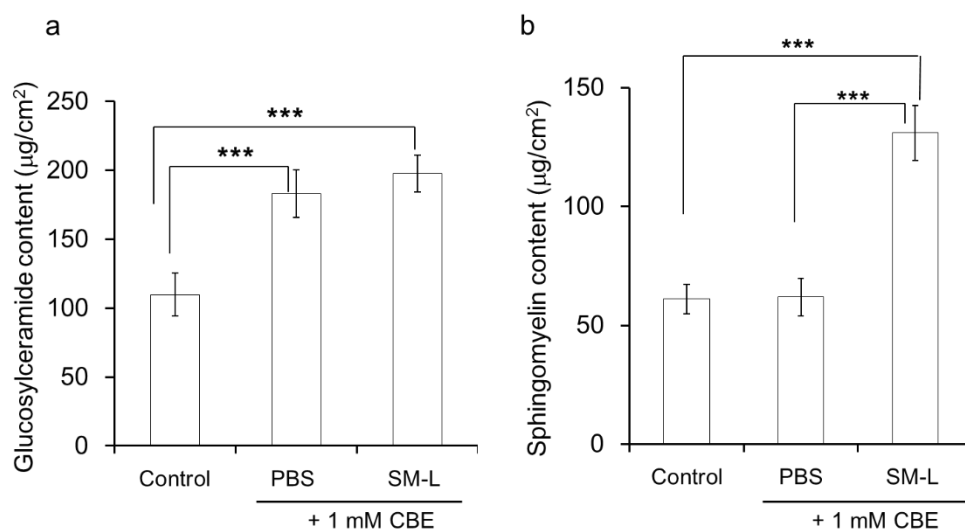 a
Glucosylceramide content (μg/cm²)
250
200
150
100
50
0
***
***
Control
PBS
SM-L
+ 1 mM CBE
b
Sphingomyelin content (μg/cm²)
150
100
50
0
***
***
Control
PBS
SM-L
+ 1 mM CBE